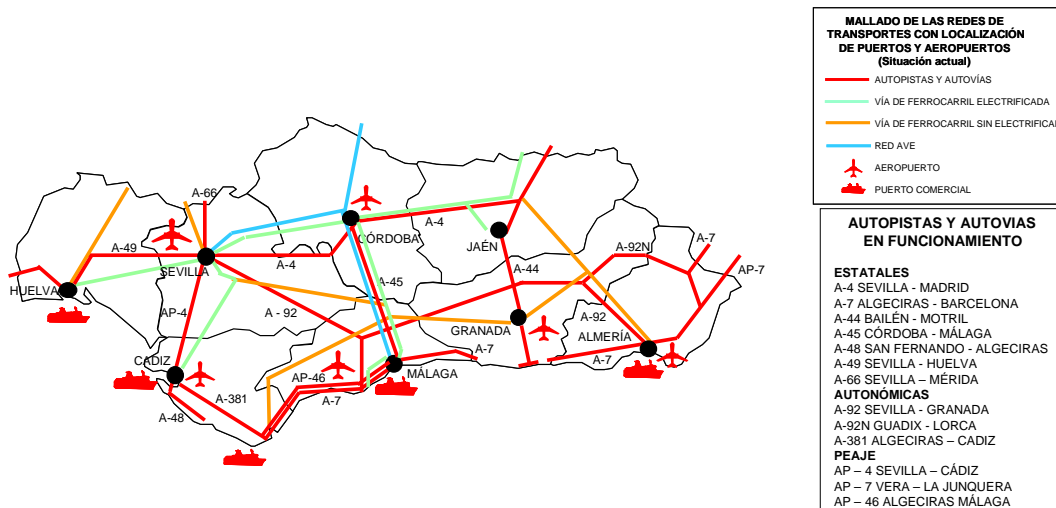 MALLADO DE LAS REDES DE
TRANSPORTES CON LOCALIZACIÓN
DE PUERTOS Y AEROPUERTOS
(Situación actual)
AUTOPISTAS Y AUTOVÍAS
VÍA DE FERROCARRIL ELECTRIFICADA
VÍA DE FERROCARRIL SIN ELECTRIFICAR
RED AVE
AEROPUERTO
PUERTO COMERCIAL
A-66
A-49
SEVILLA
HUELVA
A-4
CÓRDOBA
A-4
JAÉN
A-92N
A-7
AP-7
A-45
A-44
AP-4
A - 92
GRANADA
A-92
ALMERÍA
CADIZ
A-7
A-7
MÁLAGA
AP-46
A-381
A-7
A-48
AUTOPISTAS Y AUTOVIAS
EN FUNCIONAMIENTO
ESTATALES
A-4 SEVILLA - MADRID
A-7 ALGECIRAS - BARCELONA
A-44 BAILÉN - MOTRIL
A-45 CÓRDOBA - MÁLAGA
A-48 SAN FERNANDO - ALGECIRAS
A-49 SEVILLA - HUELVA
A-66 SEVILLA – MÉRIDA
AUTONÓMICAS
A-92 SEVILLA - GRANADA
A-92N GUADIX - LORCA
A-381 ALGECIRAS – CADIZ
PEAJE
AP – 4 SEVILLA – CÁDIZ
AP – 7 VERA – LA JUNQUERA
AP – 46 ALGECIRAS MÁLAGA